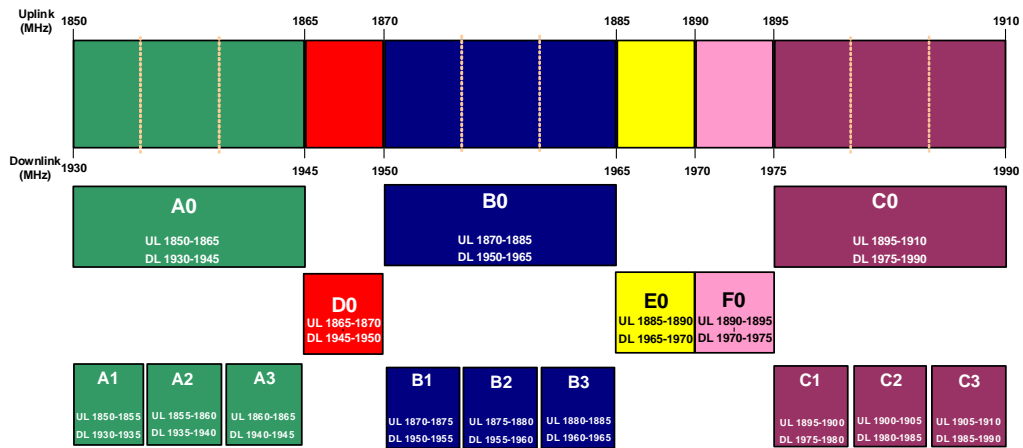 Uplink
(MHz)
1850 1865 1870 1885 1890 1895 1910
Downlink
(MHz)
1930 1945 1950 1965 1970 1975 1990
A0
UL 1850-1865
DL 1930-1945
B0
UL 1870-1885
DL 1950-1965
C0
UL 1895-1910
DL 1975-1990
D0
UL 1865-1870
DL 1945-1950
E0
UL 1885-1890
DL 1965-1970
F0
UL 1890-1895
DL 1970-1975
A1
UL 1850-1855
DL 1930-1935
A2
UL 1855-1860
DL 1935-1940
A3
UL 1860-1865
DL 1940-1945
B1
UL 1870-1875
DL 1950-1955
B2
UL 1875-1880
DL 1955-1960
B3
UL 1880-1885
DL 1960-1965
C1
UL 1895-1900
DL 1975-1980
C2
UL 1900-1905
DL 1980-1985
C3
UL 1905-1910
DL 1985-1990